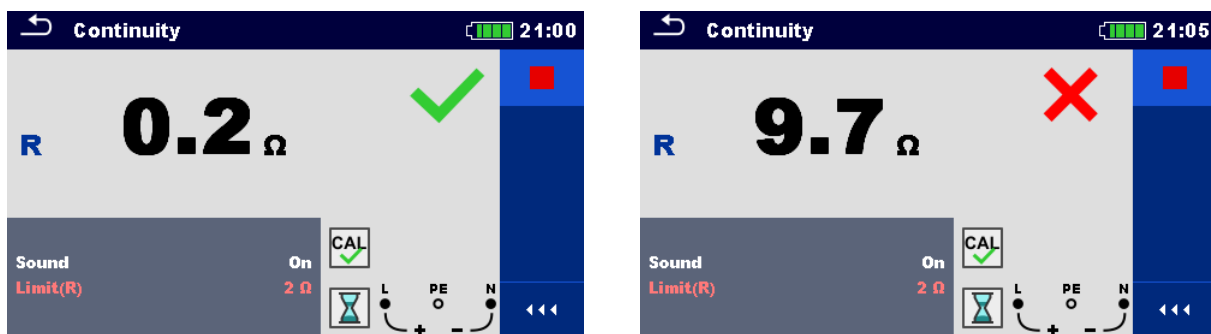 Continuity 21:00
R 0.2 Ω
Sound On
Limit(R) 2 Ω
CAL
L PE N
+ −
Continuity 21:05
R 9.7 Ω
Sound On
Limit(R) 2 Ω
CAL
L PE N
+ −